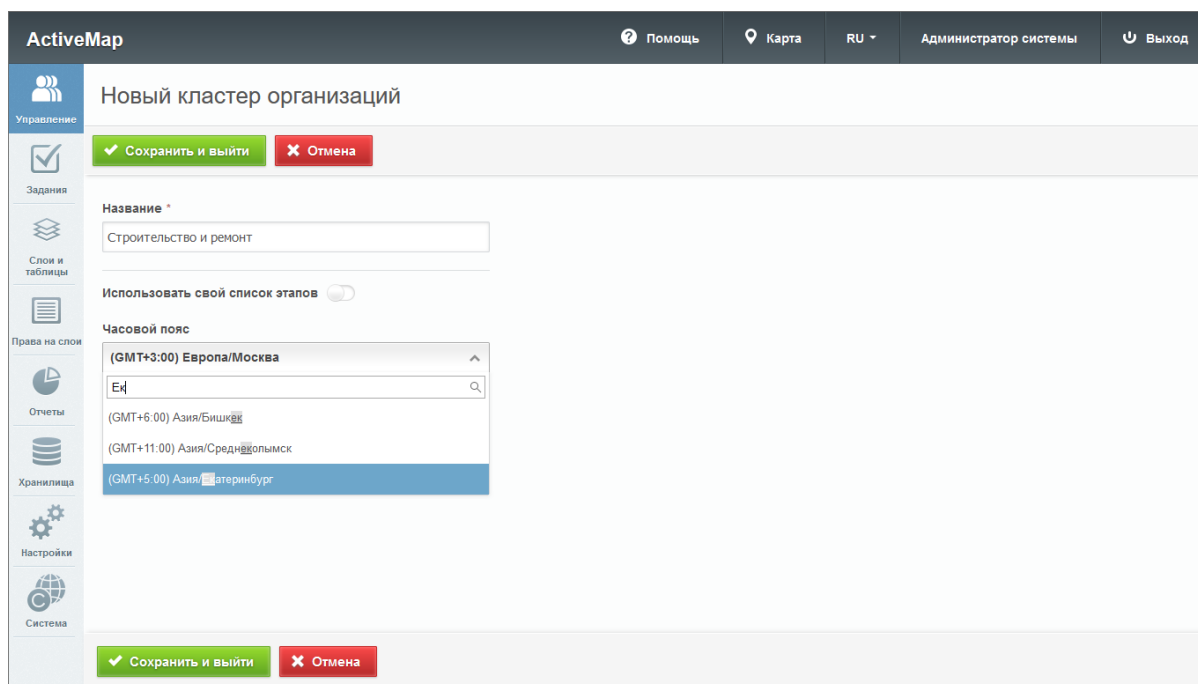 ActiveMap
Помощь
Карта
RU
Администратор системы
Выход
Управление
Задания
Слои и
таблицы
Права на слои
Отчеты
Хранилища
Настройки
Система
Новый кластер организаций
Сохранить и выйти
Отмена
Название *
Строительство и ремонт
Использовать свой список этапов
Часовой пояс
(GMT+3:00) Европа/Москва
Ек
(GMT+6:00) Азия/Бишкек
(GMT+11:00) Азия/Среднеколымск
(GMT+5:00) Азия/Екатеринбург
Сохранить и выйти
Отмена